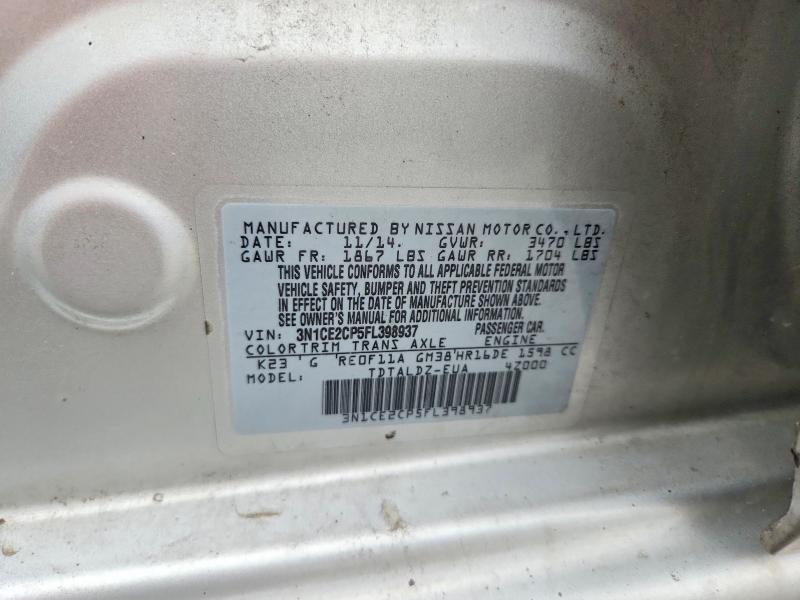 MANUFACTURED BY NISSAN MOTOR CO., LTD.
DATE: 11/14. GVWR: 3470 LBS
GAWR FR: 1867 LBS GAWR RR: 1704 LBS
THIS VEHICLE CONFORMS TO ALL APPLICABLE FEDERAL MOTOR
VEHICLE SAFETY, BUMPER AND THEFT PREVENTION STANDARDS
IN EFFECT ON THE DATE OF MANUFACTURE SHOWN ABOVE.
SEE OWNER'S MANUAL FOR ADDITIONAL INFORMATION.
VIN: 3N1CE2CP5FL398937 PASSENGER CAR.
COLOR TRIM TRANS AXLE ENGINE
K23 ' G 'RE0F11A GM38'HR16DE 1598 CC
MODEL: TDTALDZ-EUA 4Z000
3N1CE2CP5FL398937